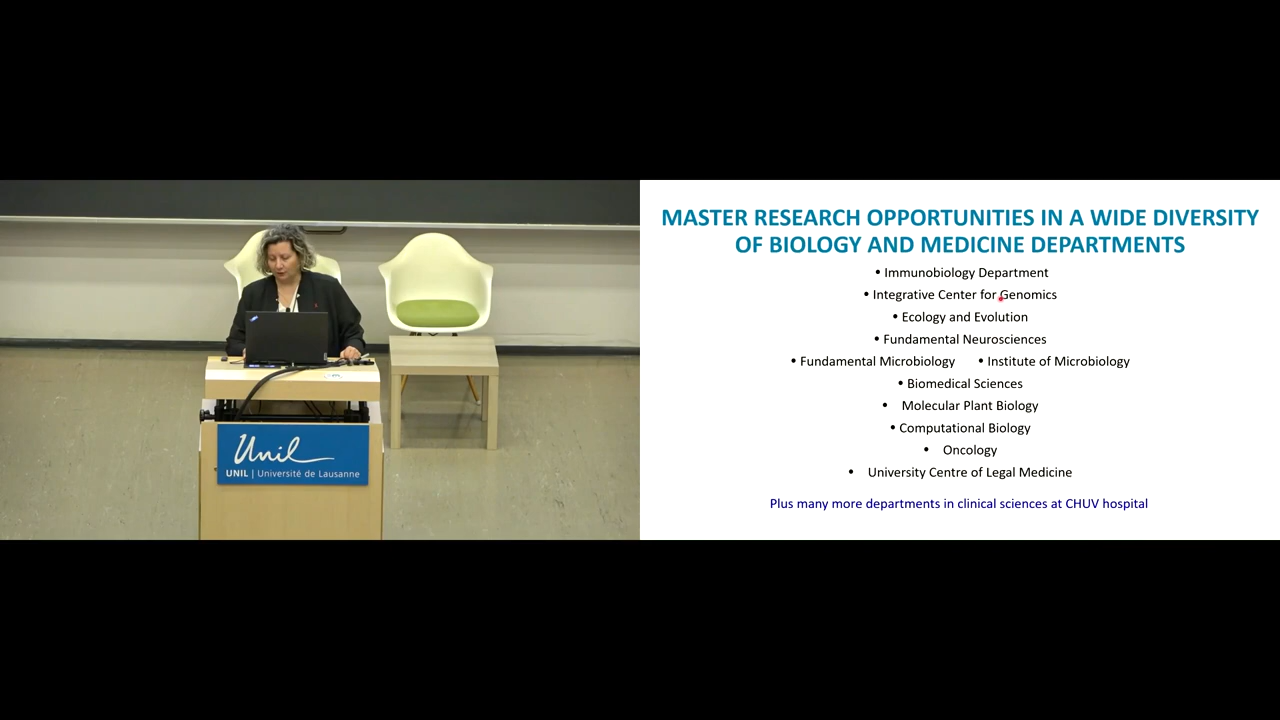 MASTER RESEARCH OPPORTUNITIES IN A WIDE DIVERSITY
OF BIOLOGY AND MEDICINE DEPARTMENTS
• Immunobiology Department
• Integrative Center for Genomics
• Ecology and Evolution
• Fundamental Neurosciences
• Fundamental Microbiology • Institute of Microbiology
• Biomedical Sciences
• Molecular Plant Biology
• Computational Biology
• Oncology
• University Centre of Legal Medicine
Plus many more departments in clinical sciences at CHUV hospital
Unil
UNIL | Université de Lausanne